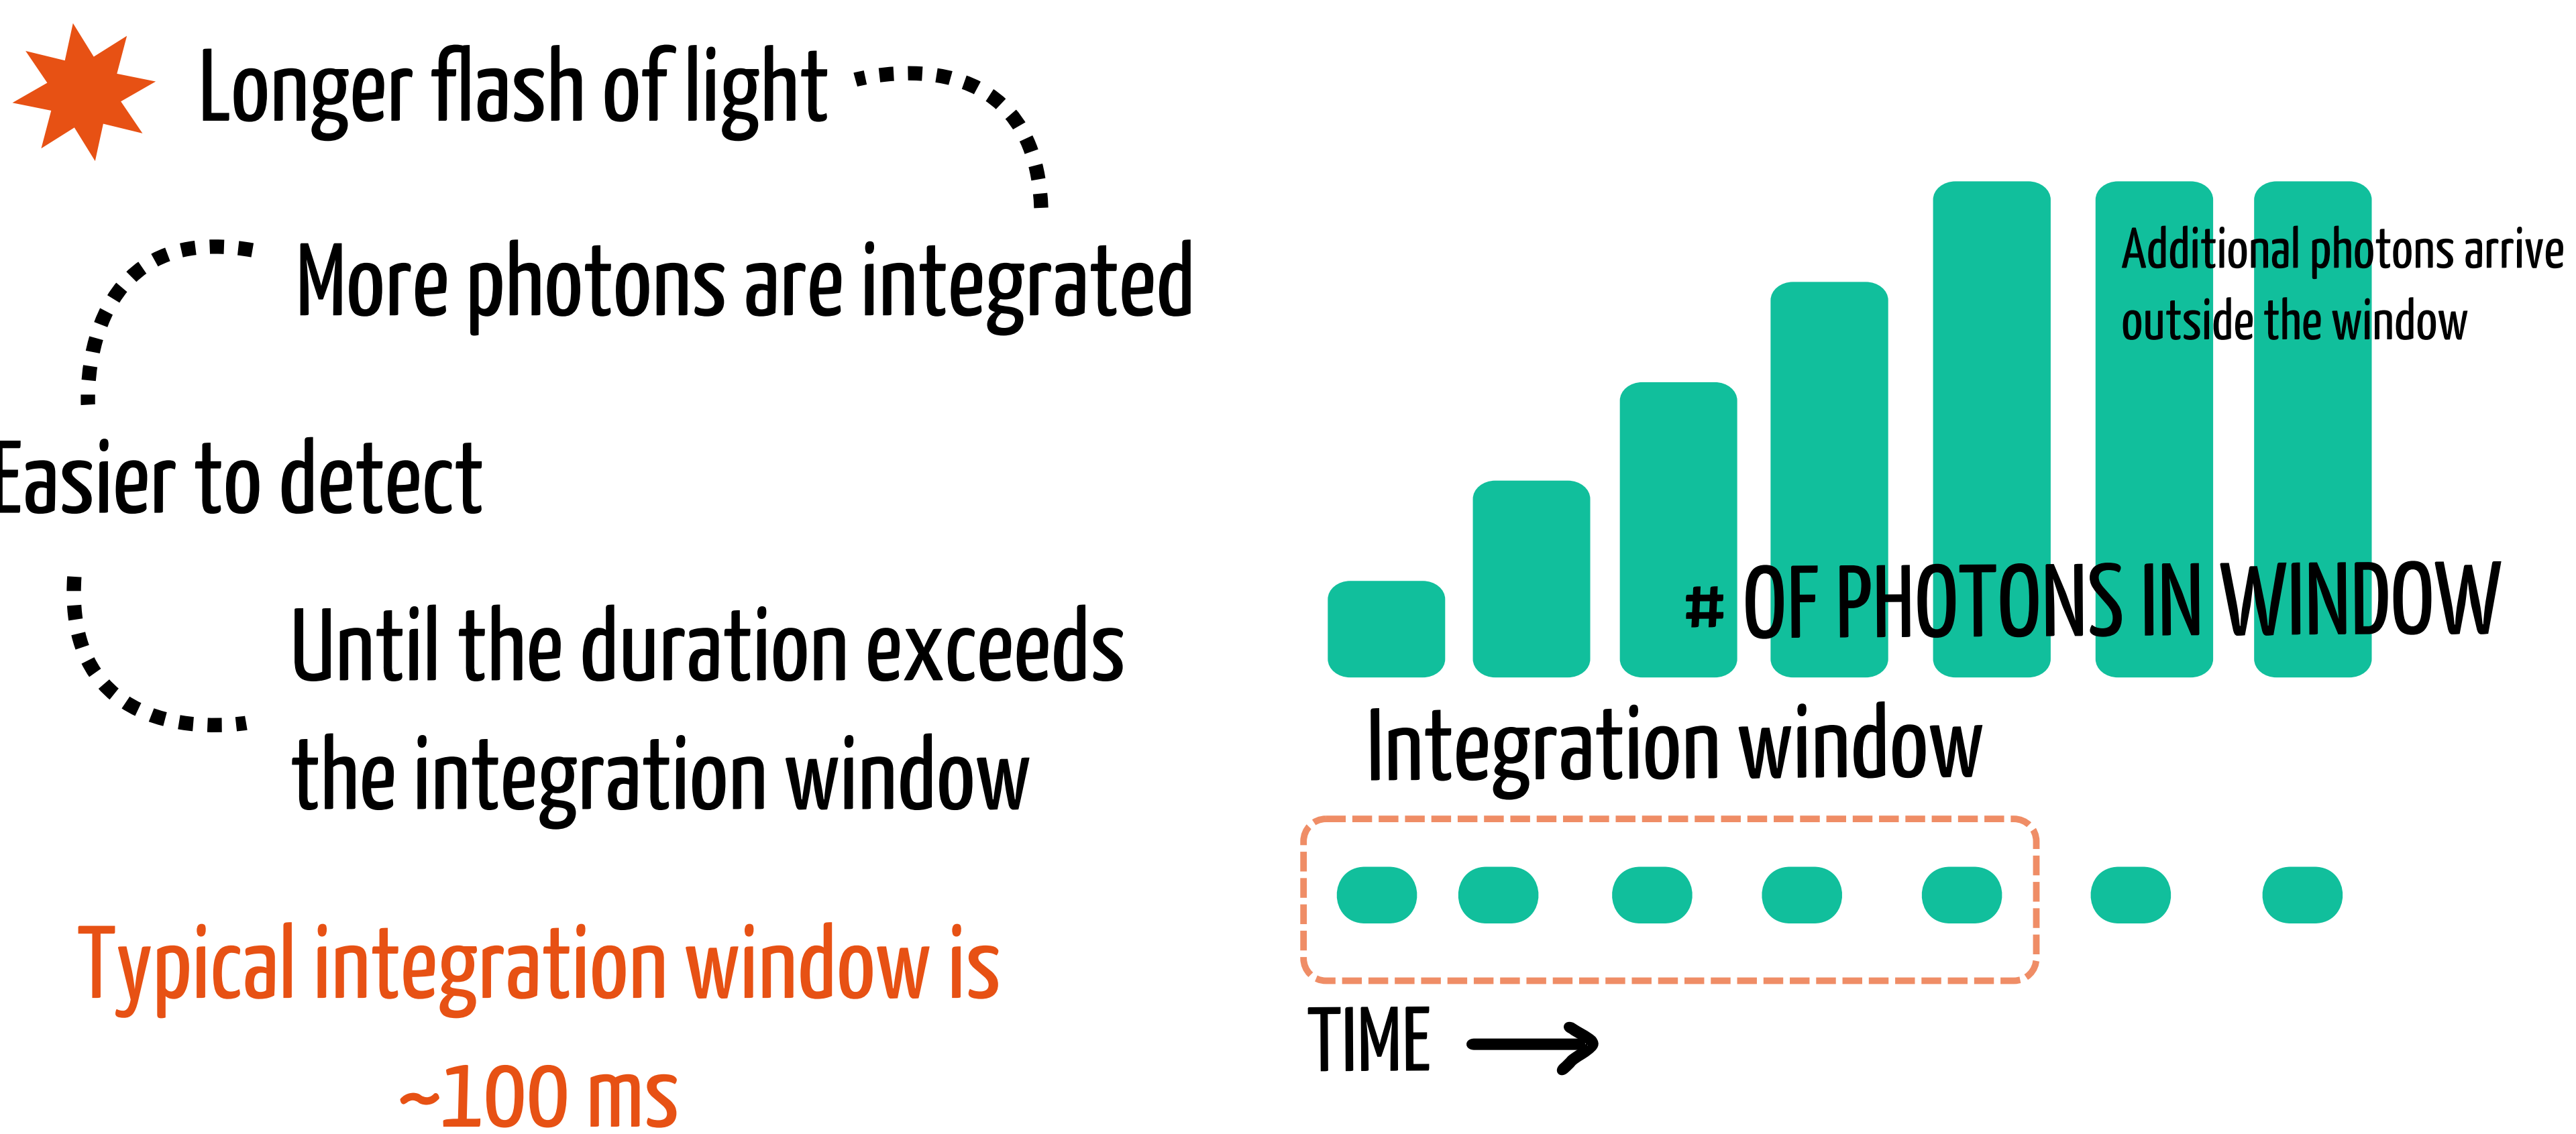 Longer flash of light
More photons are integrated
Easier to detect
Until the duration exceeds
the integration window
Typical integration window is
~100 ms
Additional photons arrive
outside the window
# OF PHOTONS IN WINDOW
Integration window
TIME